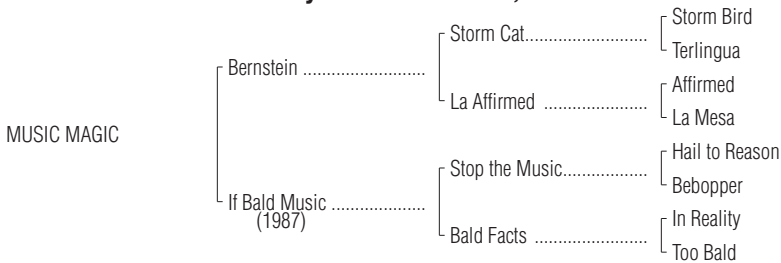 Storm Bird
Storm Cat
Terlingua
Bernstein
Affirmed
La Affirmed
La Mesa
MUSIC MAGIC
Hail to Reason
Stop the Music
Bebopper
If Bald Music
(1987)
In Reality
Bald Facts
Too Bald